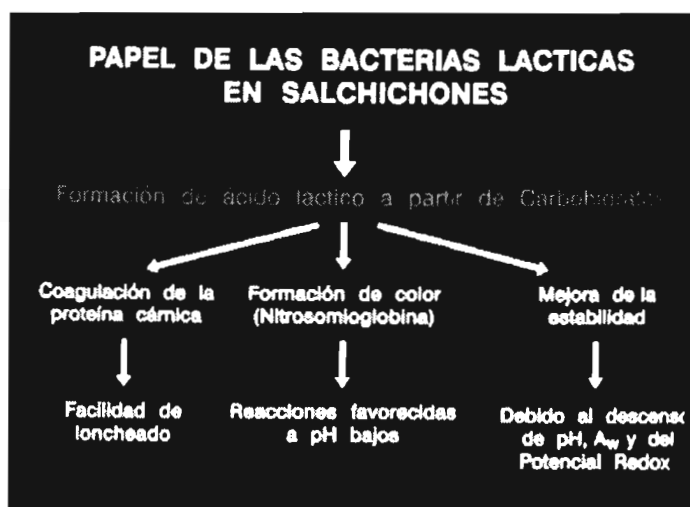 PAPEL DE LAS BACTERIAS LACTICAS
EN SALCHICHONES
Formación de ácido lactico a partir de
Coagulación de la
proteína cárnica
Formación de color
(Nitrosomioglobina)
Mejora de la
estabilidad
Facilidad de
loncheado
Reacciones favorecidas
a pH bajos
Debido al descenso
de pH, Aw y del
Potencial Redox